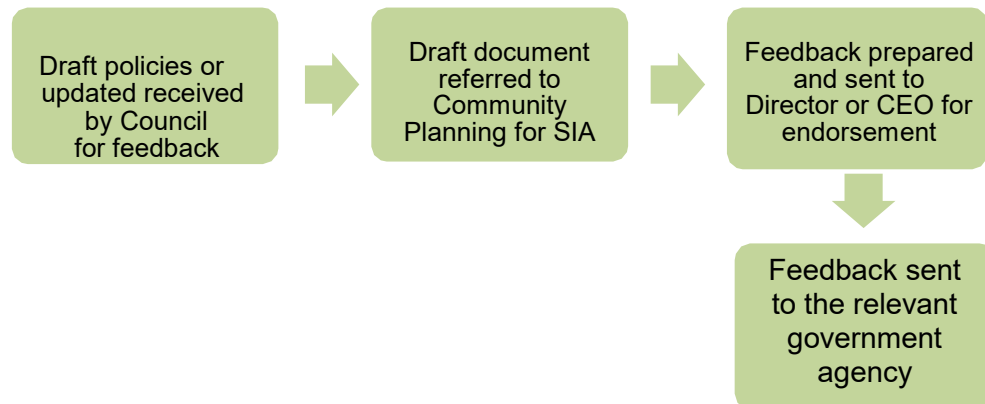 Draft policies or
updated received
by Council
for feedback
Draft document
referred to
Community
Planning for SIA
Feedback prepared
and sent to
Director or CEO for
endorsement
Feedback sent
to the relevant
government
agency